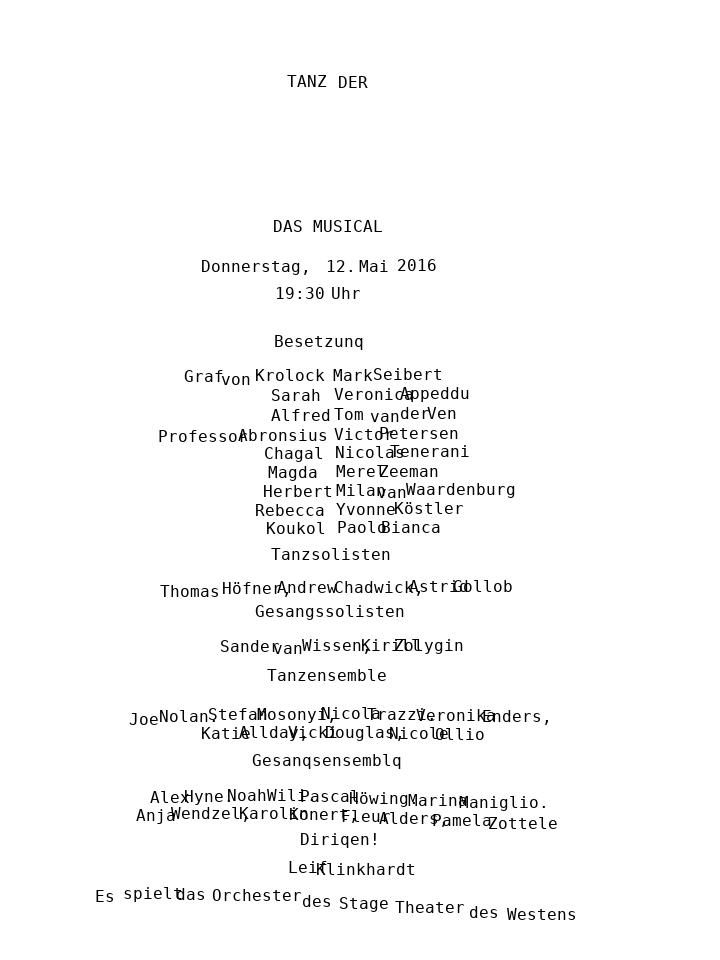 TANZ DER
DAS MUSICAL
Donnerstag, 12. Mai 2016
19:30 Uhr
Besetzunq
Graf von Krolock Mark Seibert
Sarah Veronica Appeddu
Alfred Tom van der Ven
Professor Abronsius Victor Petersen
Chagal Nicolas Tenerani
Magda Merel Zeeman
Herbert Milan van Waardenburg
Rebecca Yvonne Köstler
Koukol Paolo Bianca
Tanzsolisten
Thomas Höfner, Andrew Chadwick, Astrid Gollob
Gesangssolisten
Sander van Wissen, Kirill Zolygin
Tanzensemble
Joe Nolan. Stefan Mosonyi, Nicola Trazzi. Veronika Enders,
Katie Allday, Vicki Douglas, Nicole Ollio
Gesanqsensemblq
Alex Hyne. Noah Wili. Pascal Höwing. Marina Maniglio.
Anja Wendzel, Karolin Konert, Fleur Alders, Pamela Zottele
Diriqen!
Leif Klinkhardt
Es spielt das Orchester des Stage Theater des Westens